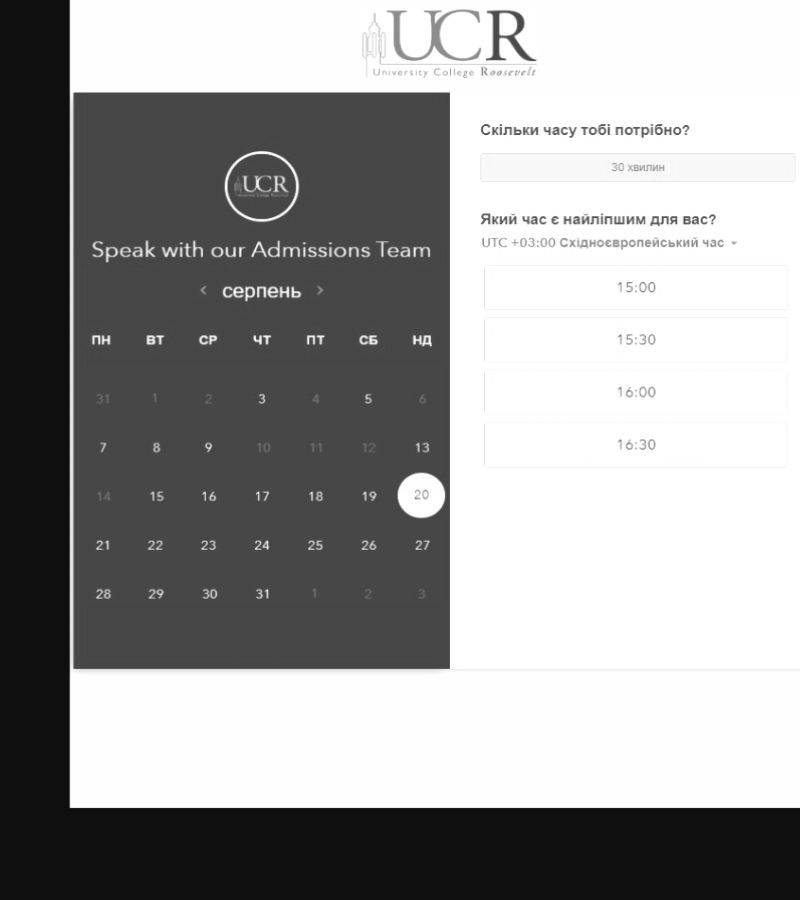 UCR
University College Roosevelt
UCR
Speak with our Admissions Team
< серпень >
ПН ВТ СР ЧТ ПТ СБ НД
31 1 2 3 4 5 6
7 8 9 10 11 12 13
14 15 16 17 18 19 20
21 22 23 24 25 26 27
28 29 30 31 1 2 3
Скільки часу тобі потрібно?
30 хвилин
Який час є найліпшим для вас?
UTC +03:00 Східноєвропейський час
15:00
15:30
16:00
16:30